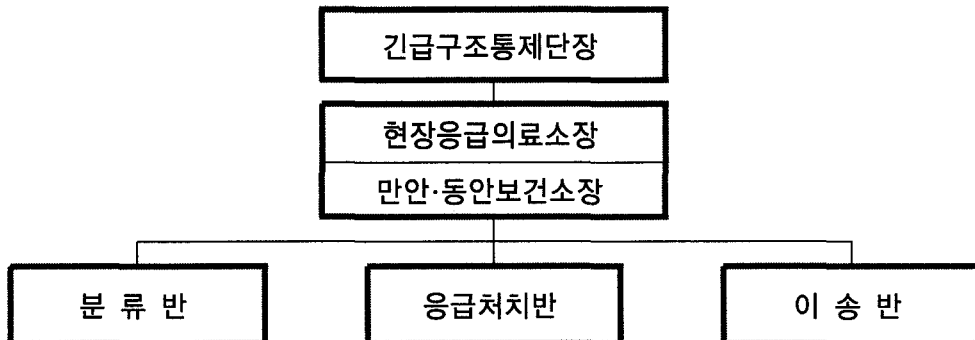 긴급구조통제단장
현장응급의료소장
만안·동안보건소장
분 류 반
응급처치반
이 송 반